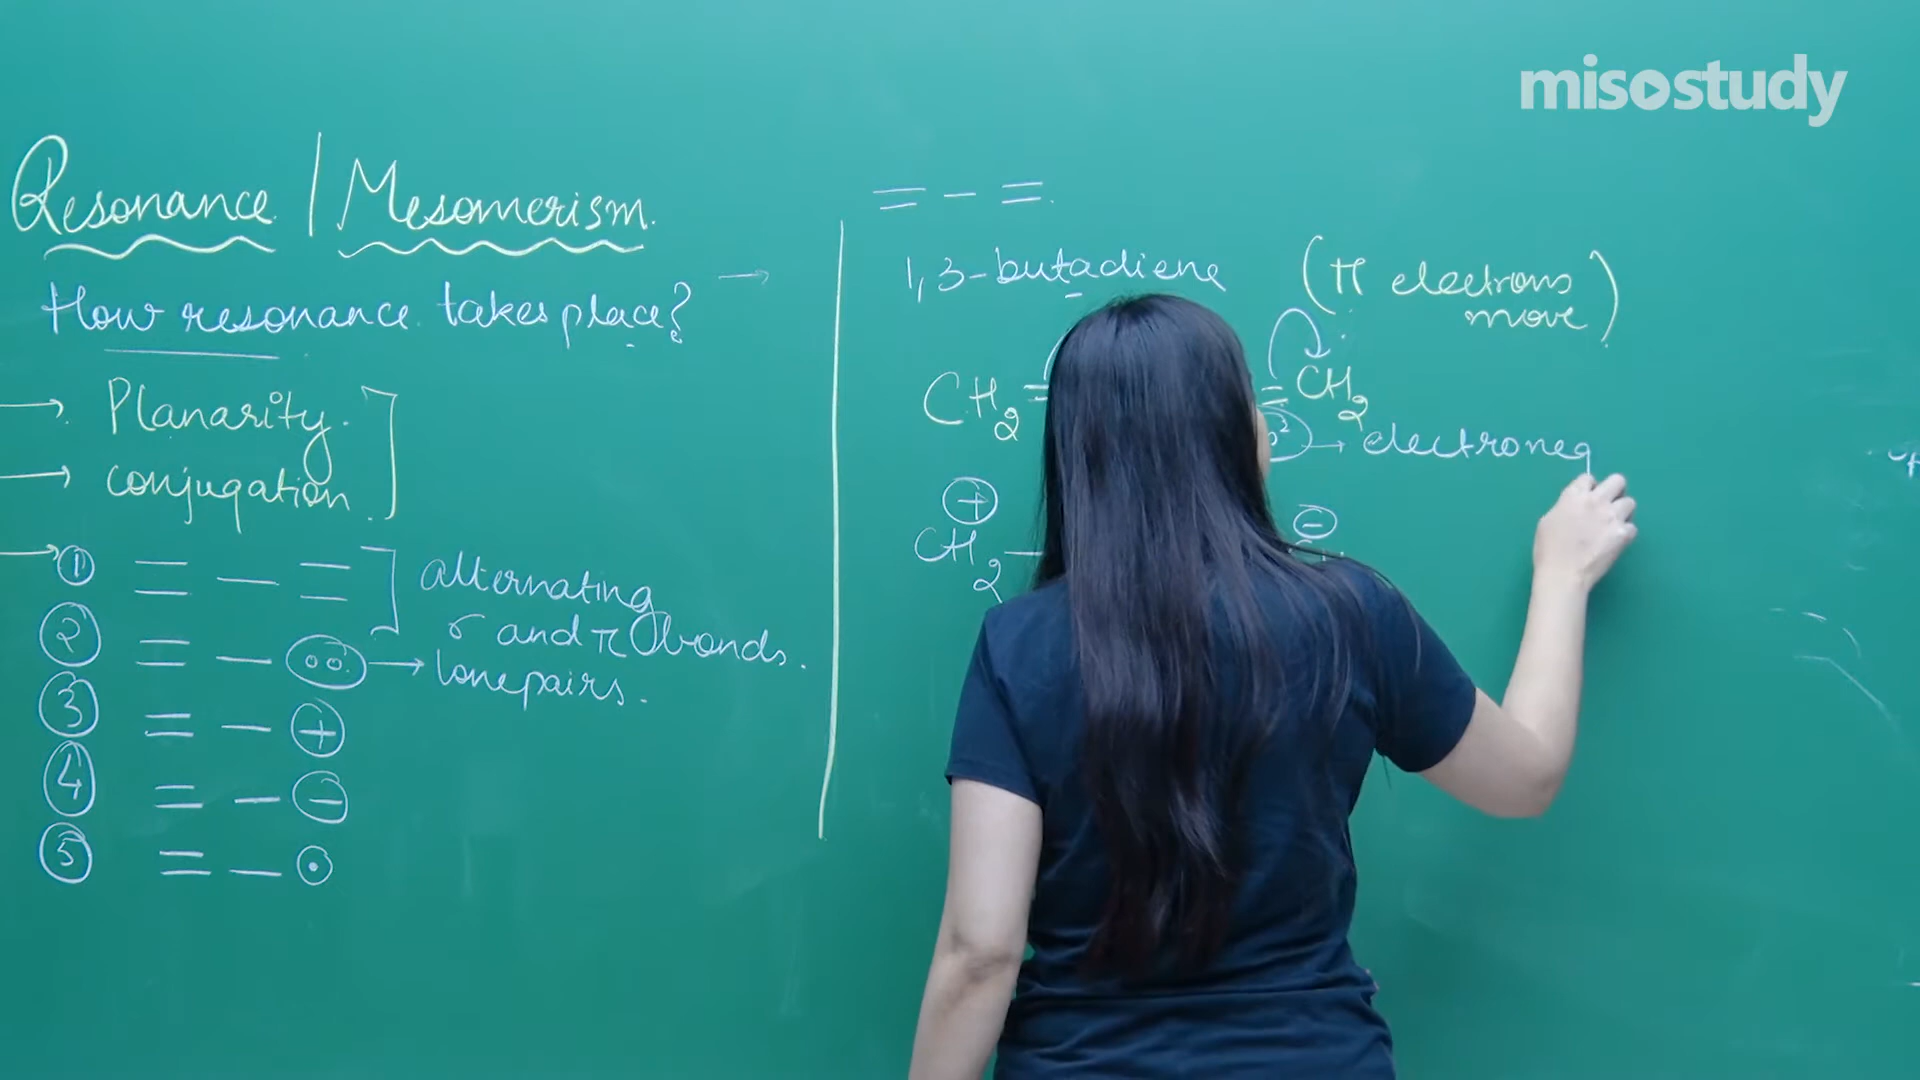 misostudy
Resonance | Mesomerism.
How resonance takes place? →
→ Planarity.
→ conjugation
→ ① = - =
alternating
σ and π bonds.
② = - (oo) → lonepairs.
③ = - ⊕
④ = - ⊖
⑤ = - ⊙
= - =.
1,3-butadiene
(π electrons
move)
CH2 =
= CH2
→ electroneg
⊕
CH2 -
⊖